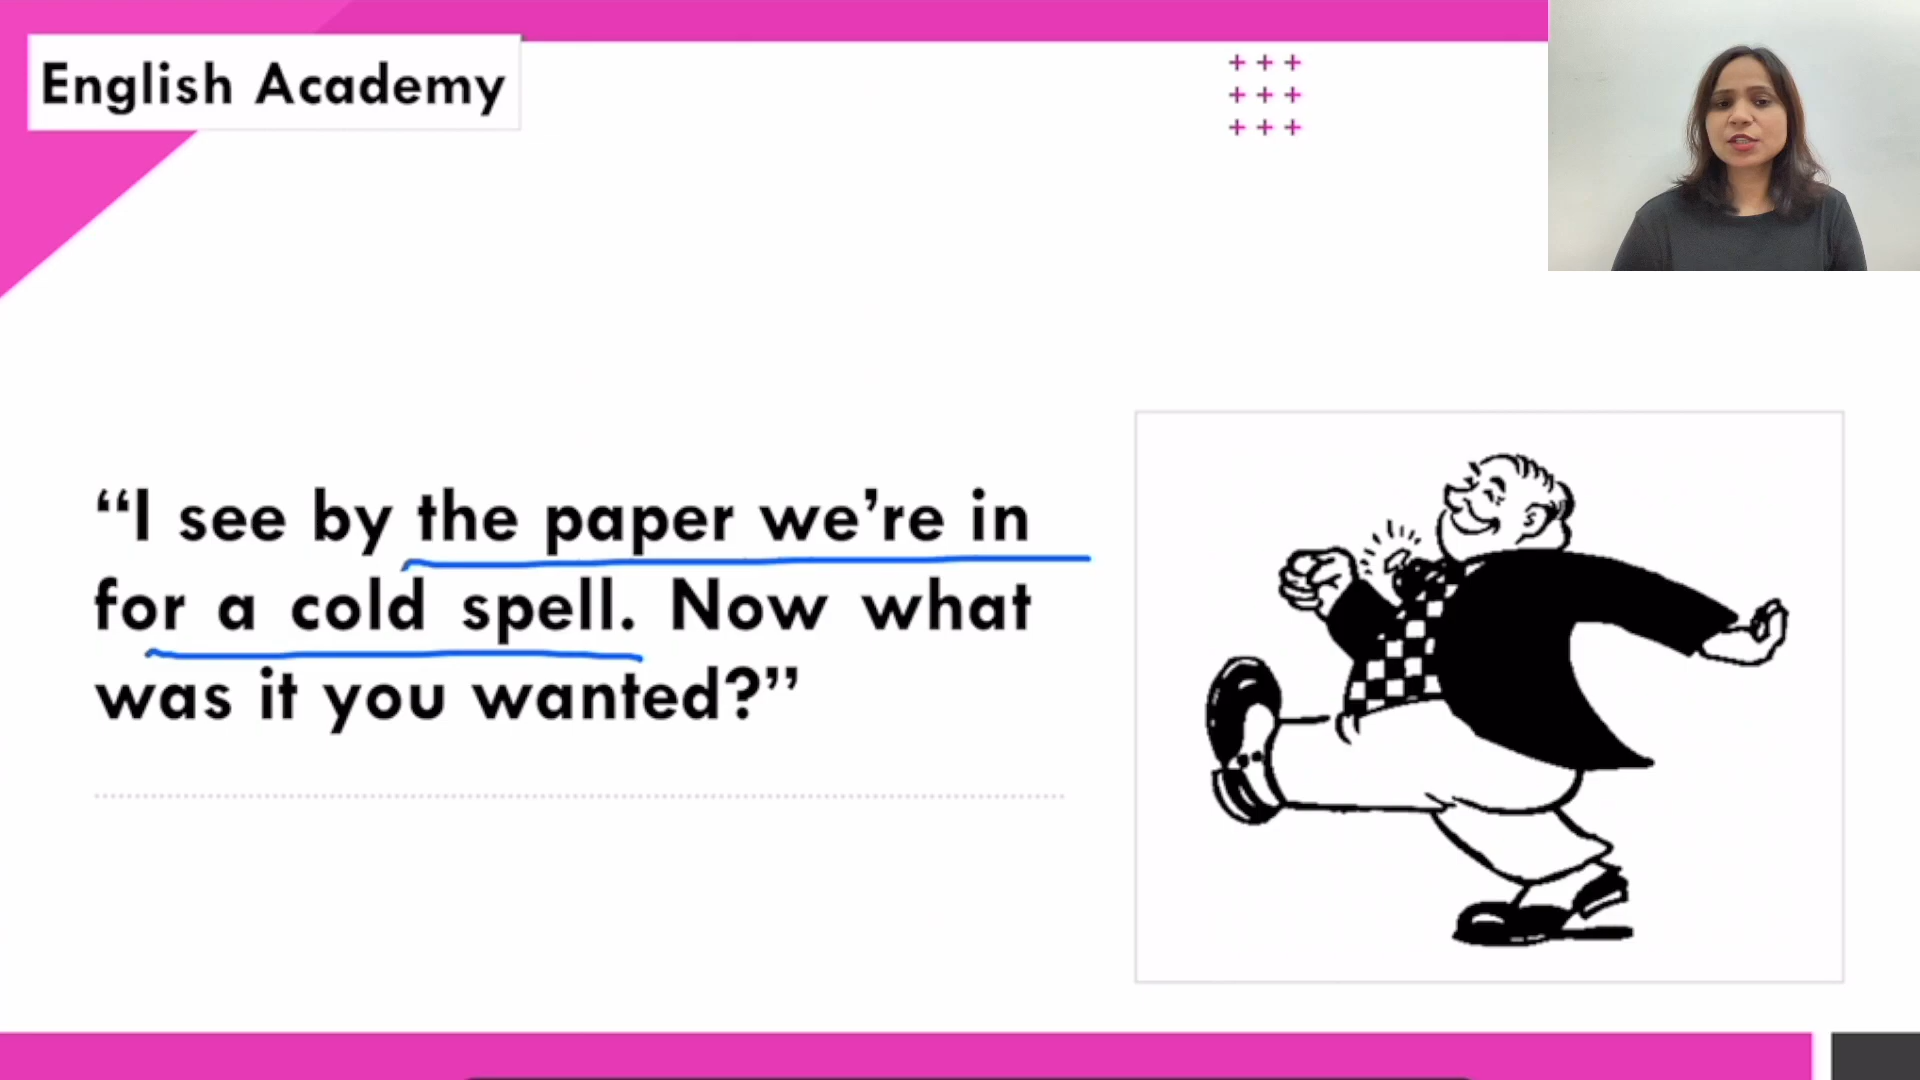 English Academy
“I see by the paper we’re in
for a cold spell. Now what
was it you wanted?”